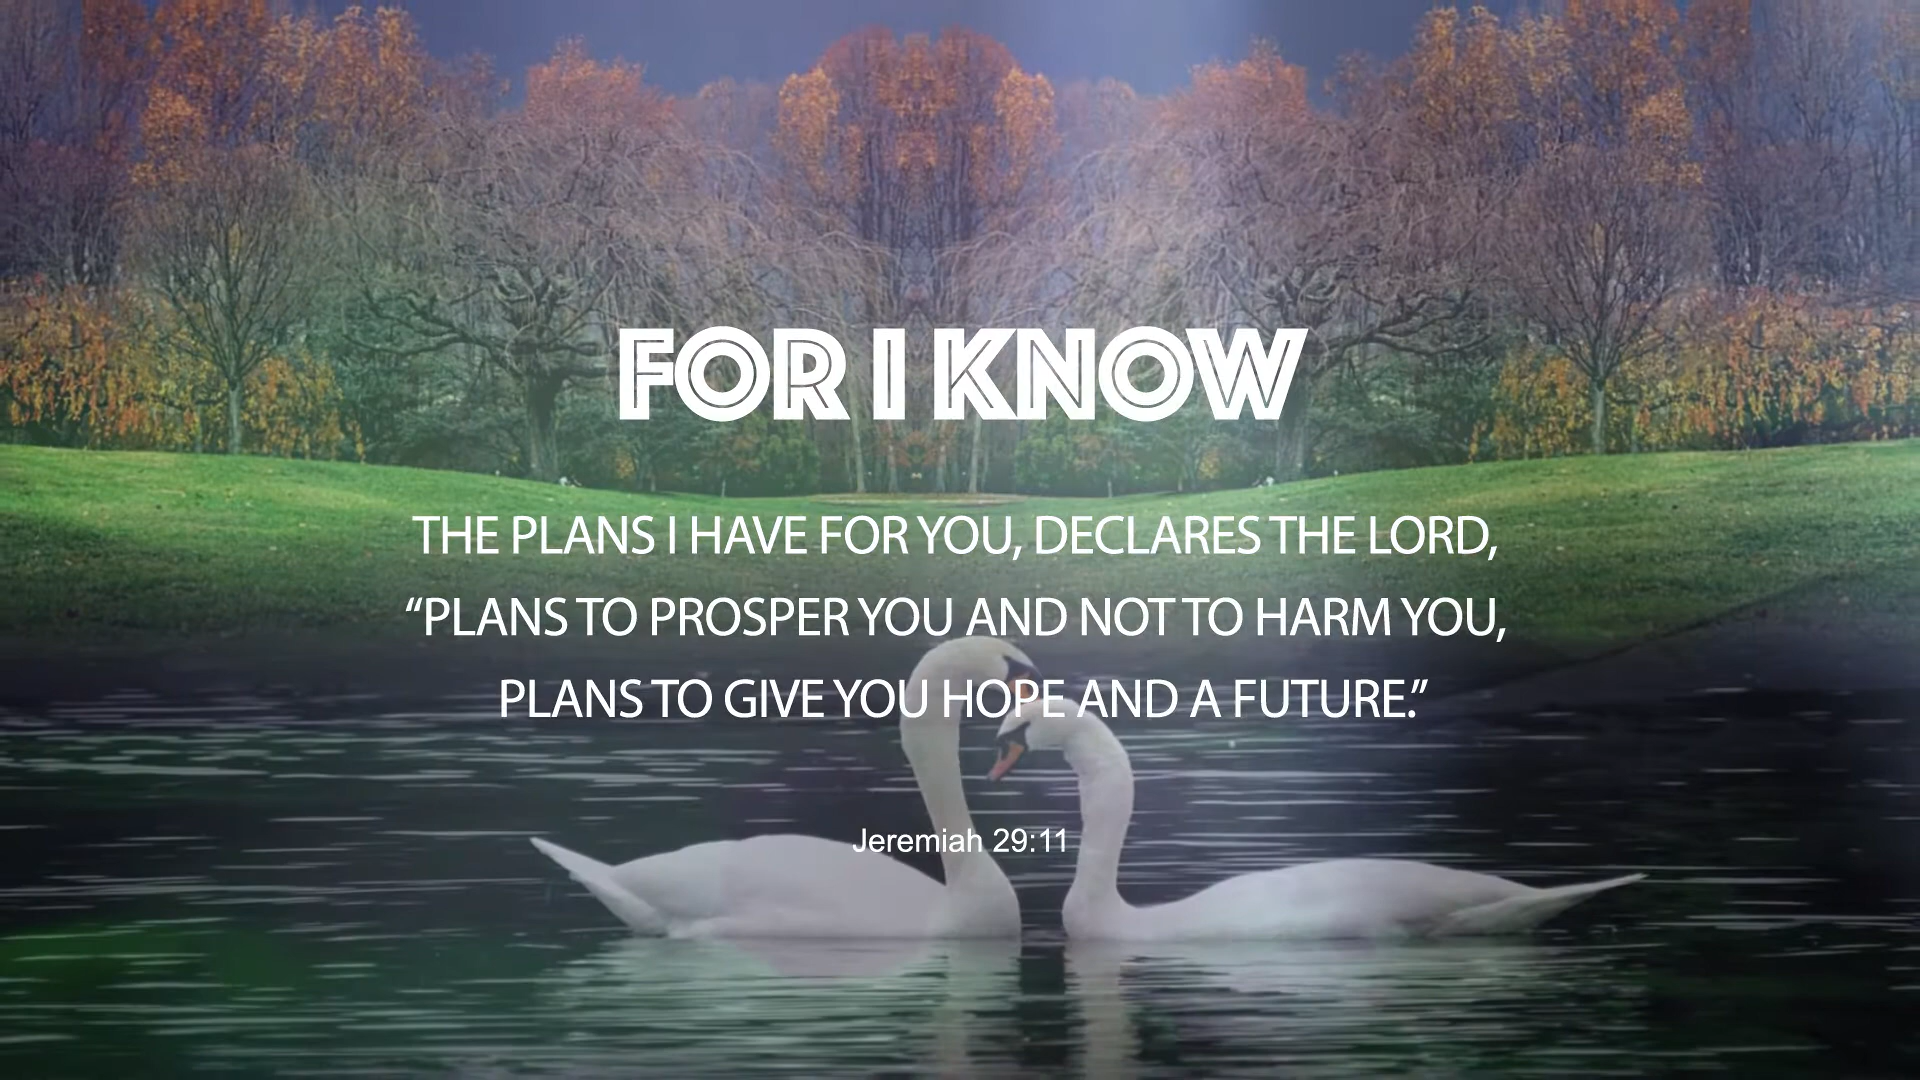 FOR I KNOW
THE PLANS I HAVE FOR YOU, DECLARES THE LORD,
“PLANS TO PROSPER YOU AND NOT TO HARM YOU,
PLANS TO GIVE YOU HOPE AND A FUTURE.”
Jeremiah 29:11